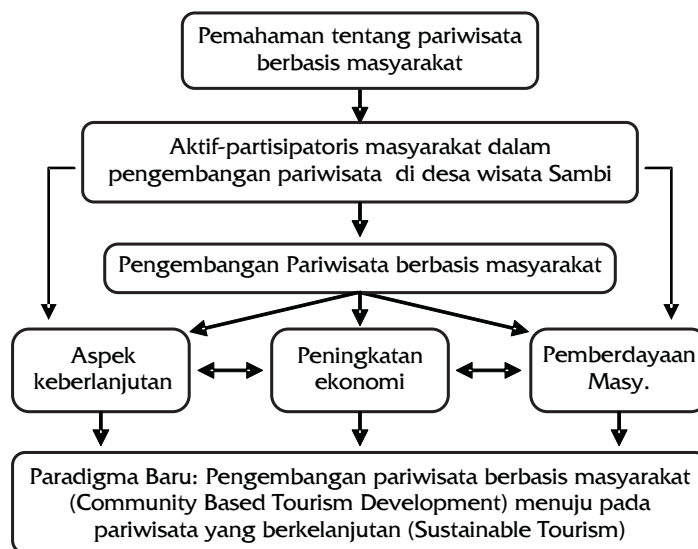 Pemahaman tentang pariwisata
berbasis masyarakat
Aktif-partisipatoris masyarakat dalam
pengembangan pariwisata di desa wisata Sambi
Pengembangan Pariwisata berbasis masyarakat
Aspek
keberlanjutan
Peningkatan
ekonomi
Pemberdayaan
Masy.
Paradigma Baru: Pengembangan pariwisata berbasis masyarakat
(Community Based Tourism Development) menuju pada
pariwisata yang berkelanjutan (Sustainable Tourism)